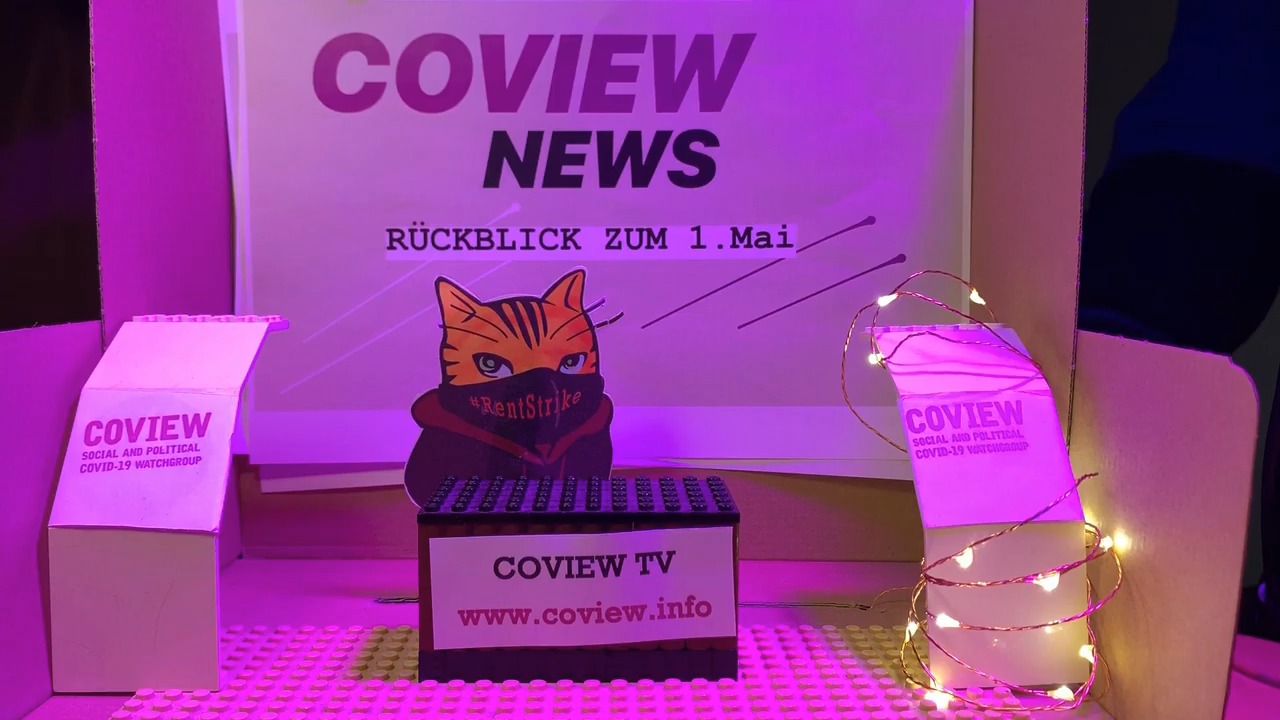 COVIEW
NEWS
RÜCKBLICK ZUM 1.Mai
#RentStrike
COVIEW
SOCIAL AND POLITICAL
COVID-19 WATCHGROUP
COVIEW
SOCIAL AND POLITICAL
COVID-19 WATCHGROUP
COVIEW TV
www.coview.info